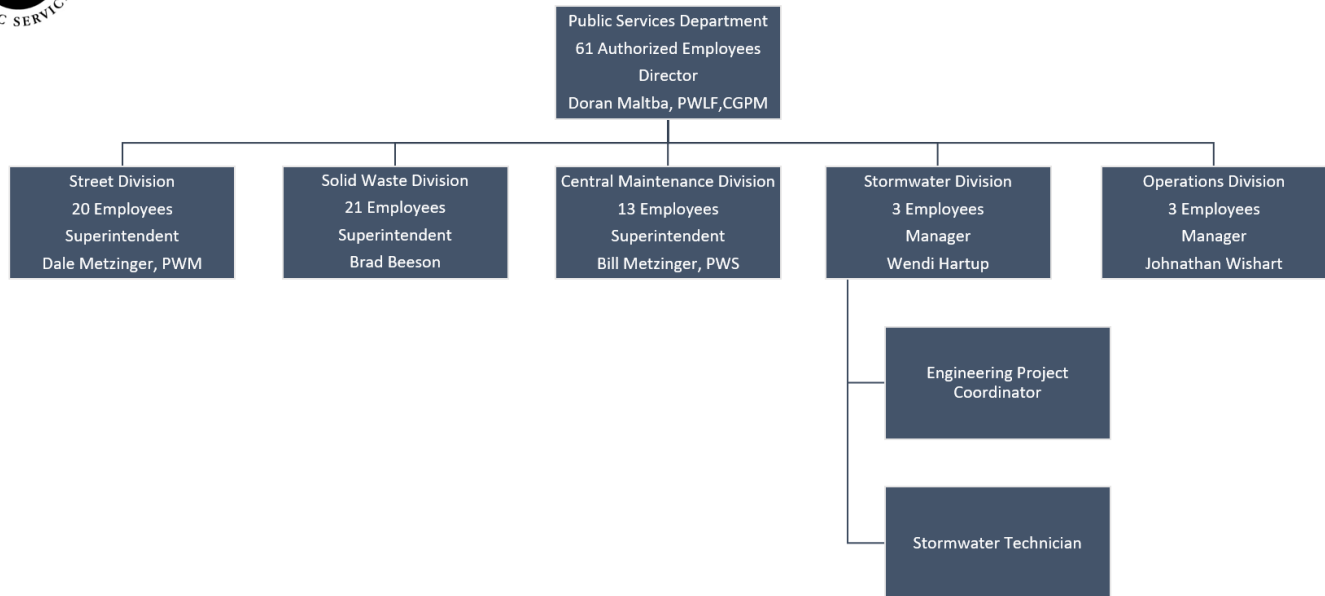 C SERVIC
Public Services Department
61 Authorized Employees
Director
Doran Maltba, PWLF,CGPM
Street Division
20 Employees
Superintendent
Dale Metzinger, PWM
Solid Waste Division
21 Employees
Superintendent
Brad Beeson
Central Maintenance Division
13 Employees
Superintendent
Bill Metzinger, PWS
Stormwater Division
3 Employees
Manager
Wendi Hartup
Operations Division
3 Employees
Manager
Johnathan Wishart
Engineering Project
Coordinator
Stormwater Technician